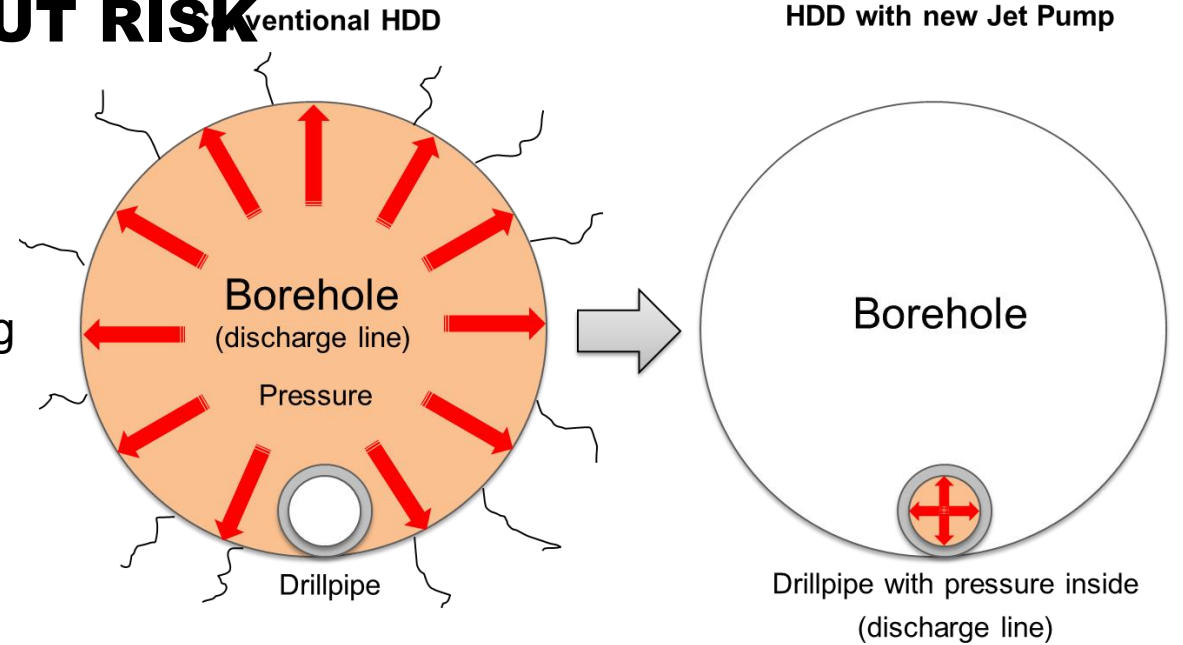 UT RISK
ventional HDD
HDD with new Jet Pump
g
Borehole
(discharge line)
Pressure
Drillpipe
Borehole
Drillpipe with pressure inside
(discharge line)